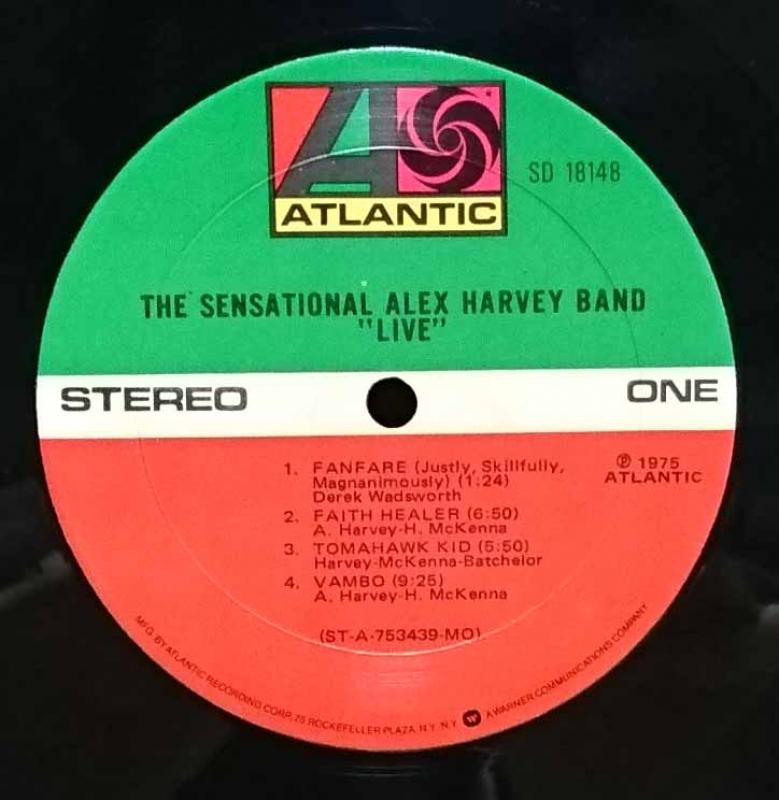 ATLANTIC
SD 18148
THE SENSATIONAL ALEX HARVEY BAND
"LIVE"
STEREO
ONE
1. FANFARE (Justly, Skillfully,
Magnanimously) (1:24)
Derek Wadsworth
2. FAITH HEALER (6:50)
A. Harvey-H. McKenna
3. TOMAHAWK KID (5:50)
Harvey-McKenna-Batchelor
4. VAMBO (9:25)
A. Harvey-H. McKenna
℗ 1975
ATLANTIC
(ST-A-753439-MO)
MFG. BY ATLANTIC RECORDING CORP., 75 ROCKEFELLER PLAZA, N.Y. N.Y. A WARNER COMMUNICATIONS COMPANY